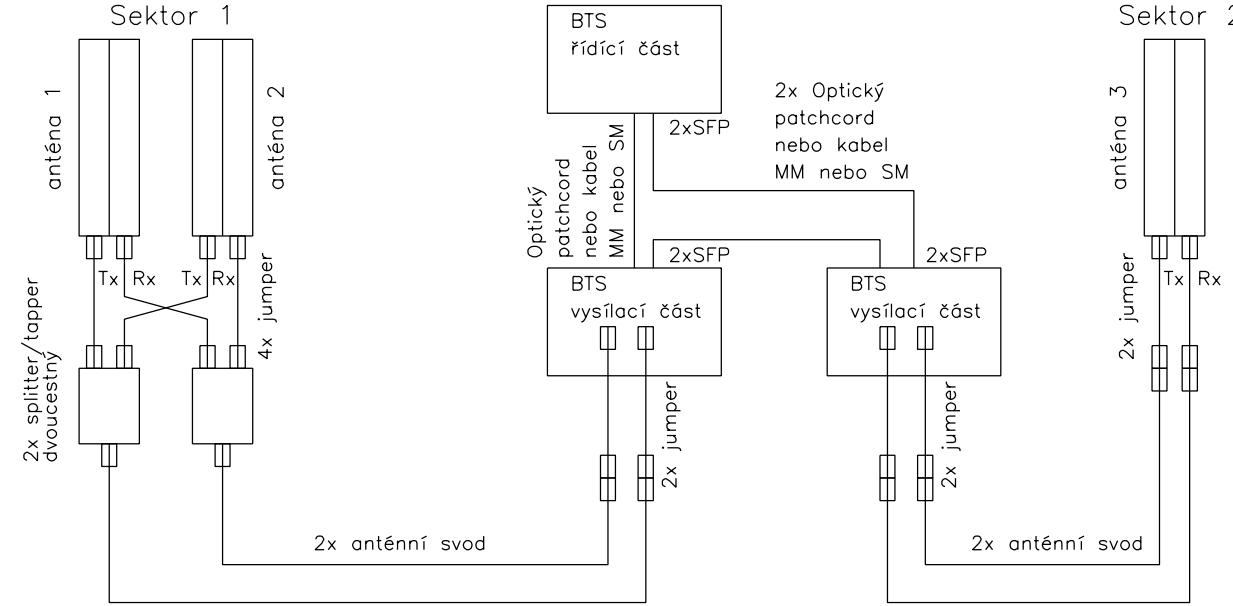 Sektor 1
BTS
řídící část
Sektor 2
anténa 1
anténa 2
2xSFP
2x Optický
patchcord
nebo kabel
MM nebo SM
anténa 3
Optický
patchcord
nebo kabel
MM nebo SM
2xSFP
2xSFP
Tx Rx
Tx Rx
4x jumper
BTS
vysílací část
BTS
vysílací část
2x jumper
Tx Rx
2x splitter/tapper
dvoucestný
2x jumper
2x jumper
2x anténní svod
2x anténní svod